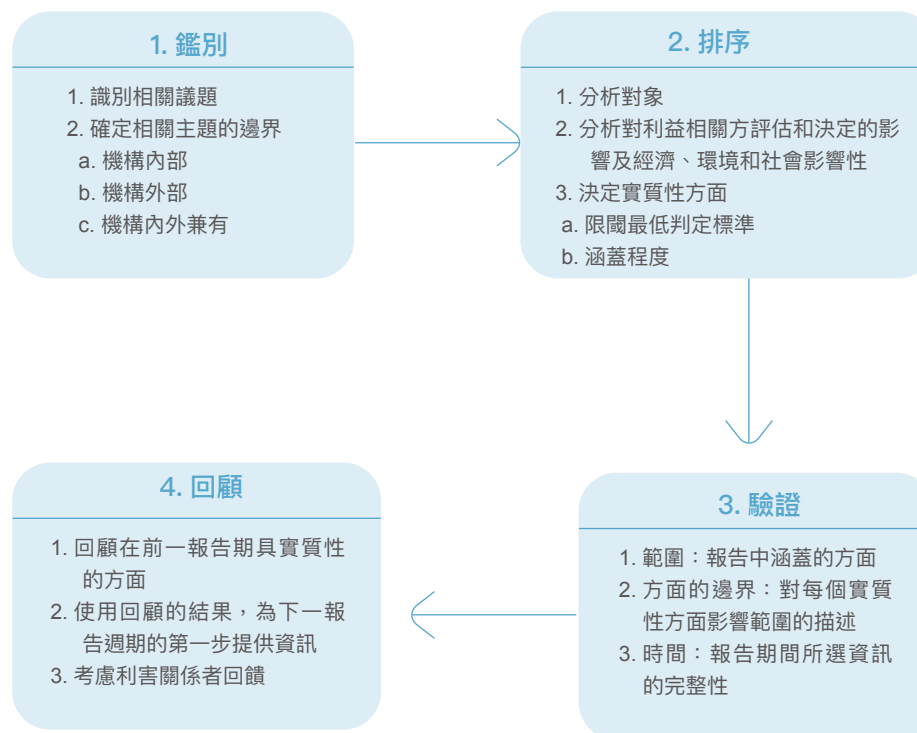 1. 鑑別
1. 識別相關議題
2. 確定相關主題的邊界
a. 機構內部
b. 機構外部
c. 機構內外兼有
2. 排序
1. 分析對象
2. 分析對利益相關方評估和決定的影
響及經濟、環境和社會影響性
3. 決定實質性方面
a. 限閾最低判定標準
b. 涵蓋程度
3. 驗證
1. 範圍：報告中涵蓋的方面
2. 方面的邊界：對每個實質
性方面影響範圍的描述
3. 時間：報告期間所選資訊
的完整性
4. 回顧
1. 回顧在前一報告期具實質性
的方面
2. 使用回顧的結果，為下一報
告週期的第一步提供資訊
3. 考慮利害關係者回饋